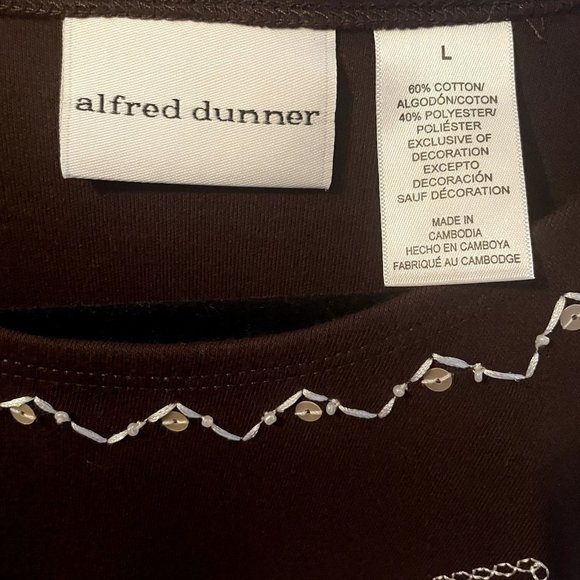 alfred dunner
L
60% COTTON/
ALGODÓN/COTON
40% POLYESTER/
POLIÉSTER
EXCLUSIVE OF
DECORATION
EXCEPTO
DECORACIÓN
SAUF DÉCORATION
MADE IN
CAMBODIA
HECHO EN CAMBOYA
FABRIQUÉ AU CAMBODGE